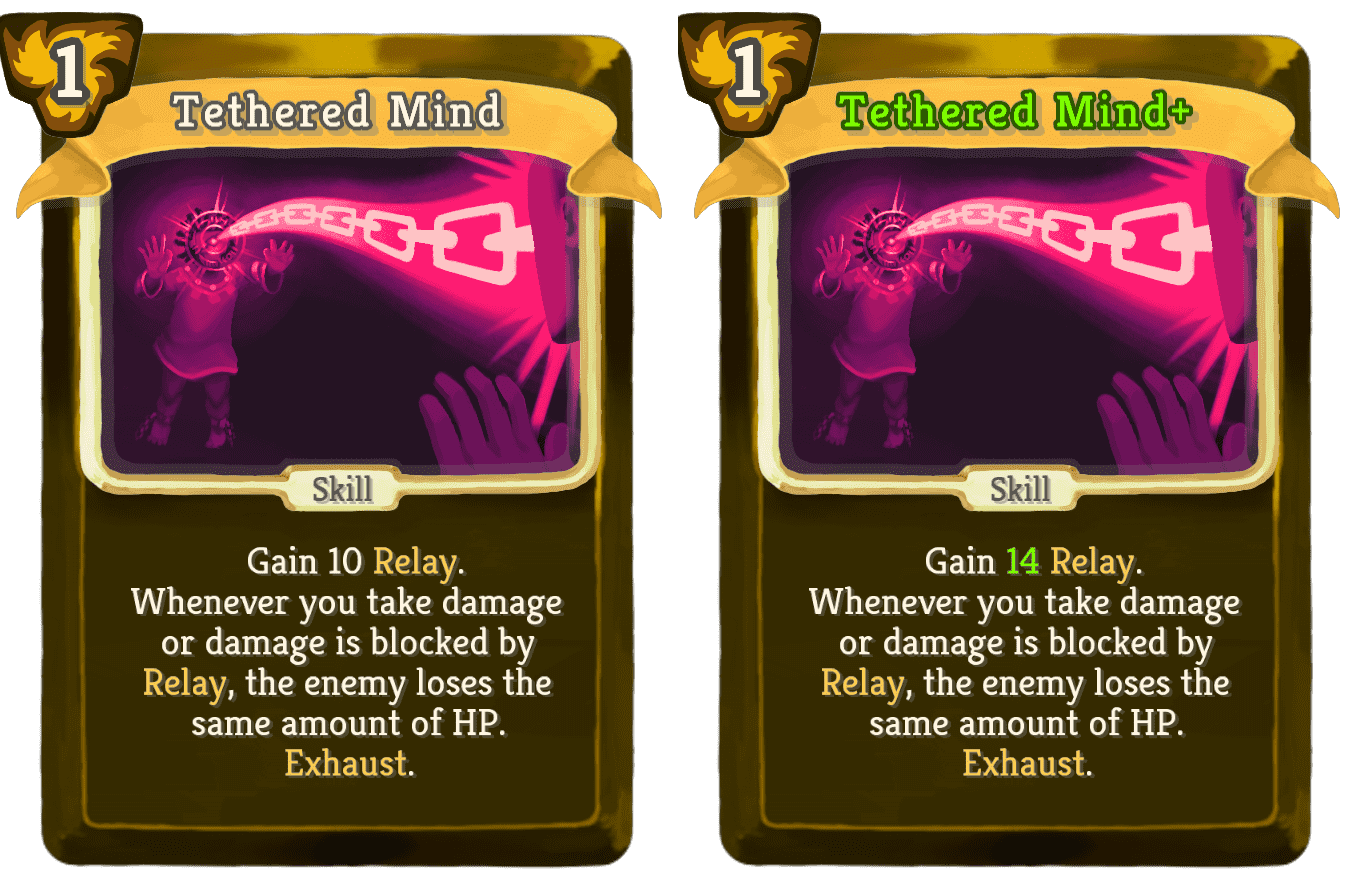 1
Tethered Mind
Skill
Gain 10 Relay.
Whenever you take damage
or damage is blocked by
Relay, the enemy loses the
same amount of HP.
Exhaust.
1
Tethered Mind+
Skill
Gain 14 Relay.
Whenever you take damage
or damage is blocked by
Relay, the enemy loses the
same amount of HP.
Exhaust.